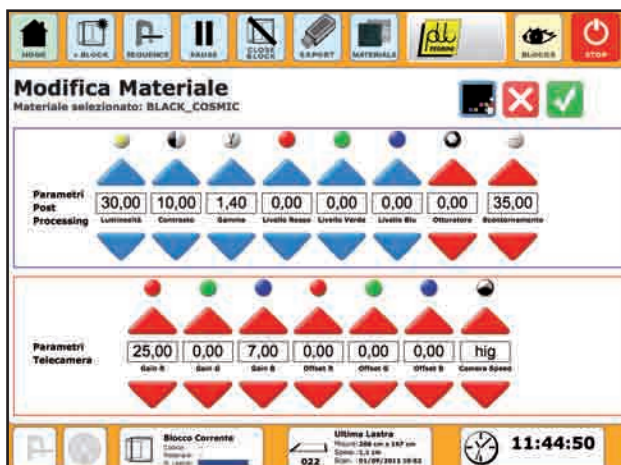 HOME + BLOCK SEQUENCE PAUSE CLOSE BLOCK EXPORT MATERIALS pdl PEDRINI BLOCKS STOP
Modifica Materiale
Materiale selezionato: BLACK_COSMIC
Parametri
Post
Processing
30,00 10,00 1,40 0,00 0,00 0,00 0,00 35,00
Luminosità Contrasto Gamma Livello Rosso Livello Verde Livello Blu Otturatore Scontornamento
Parametri
Telecamera
25,00 0,00 7,00 0,00 0,00 0,00 hig
Gain R Gain G Gain B Offset R Offset G Offset B Camera Speed
Blocco Corrente
Ultima Lastra
022
11:44:50